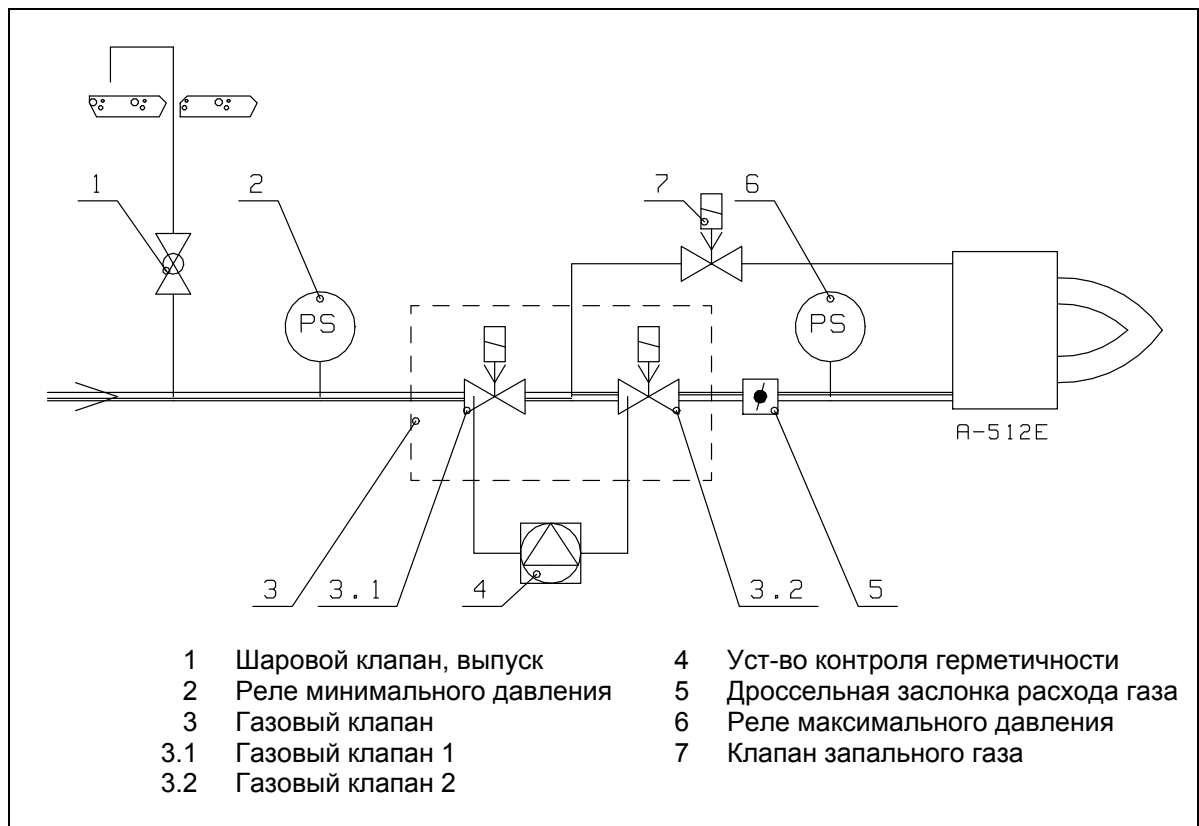 1
2
7
6
PS
PS
A-512E
3
3.1
4
3.2
5
1 Шаровой клапан, выпуск
2 Реле минимального давления
3 Газовый клапан
3.1 Газовый клапан 1
3.2 Газовый клапан 2
4 Уст-во контроля герметичности
5 Дроссельная заслонка расхода газа
6 Реле максимального давления
7 Клапан запального газа